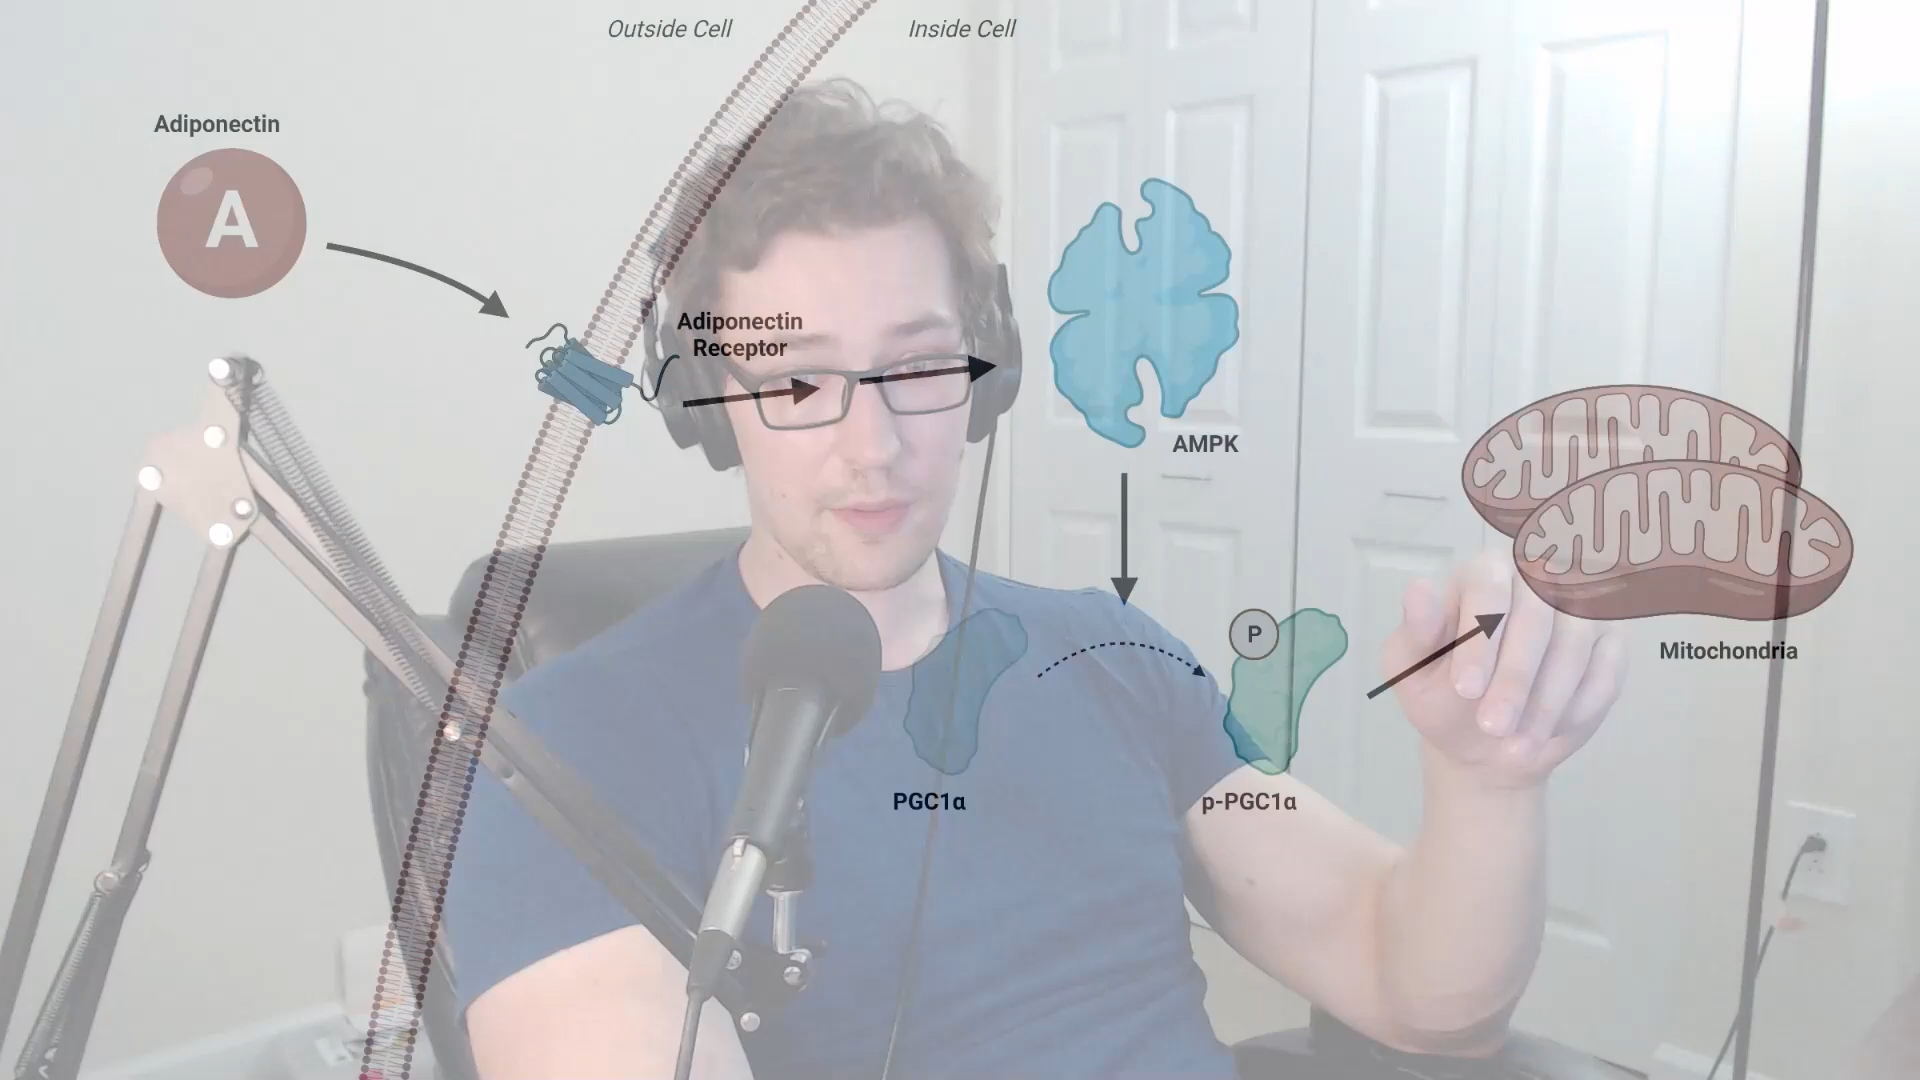 Outside Cell
Inside Cell
Adiponectin
A
Adiponectin
Receptor
AMPK
P
Mitochondria
PGC1α
p-PGC1α